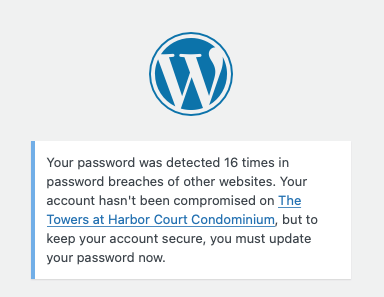 Your password was detected 16 times in
password breaches of other websites. Your
account hasn't been compromised on The
Towers at Harbor Court Condominium, but to
keep your account secure, you must update
your password now.